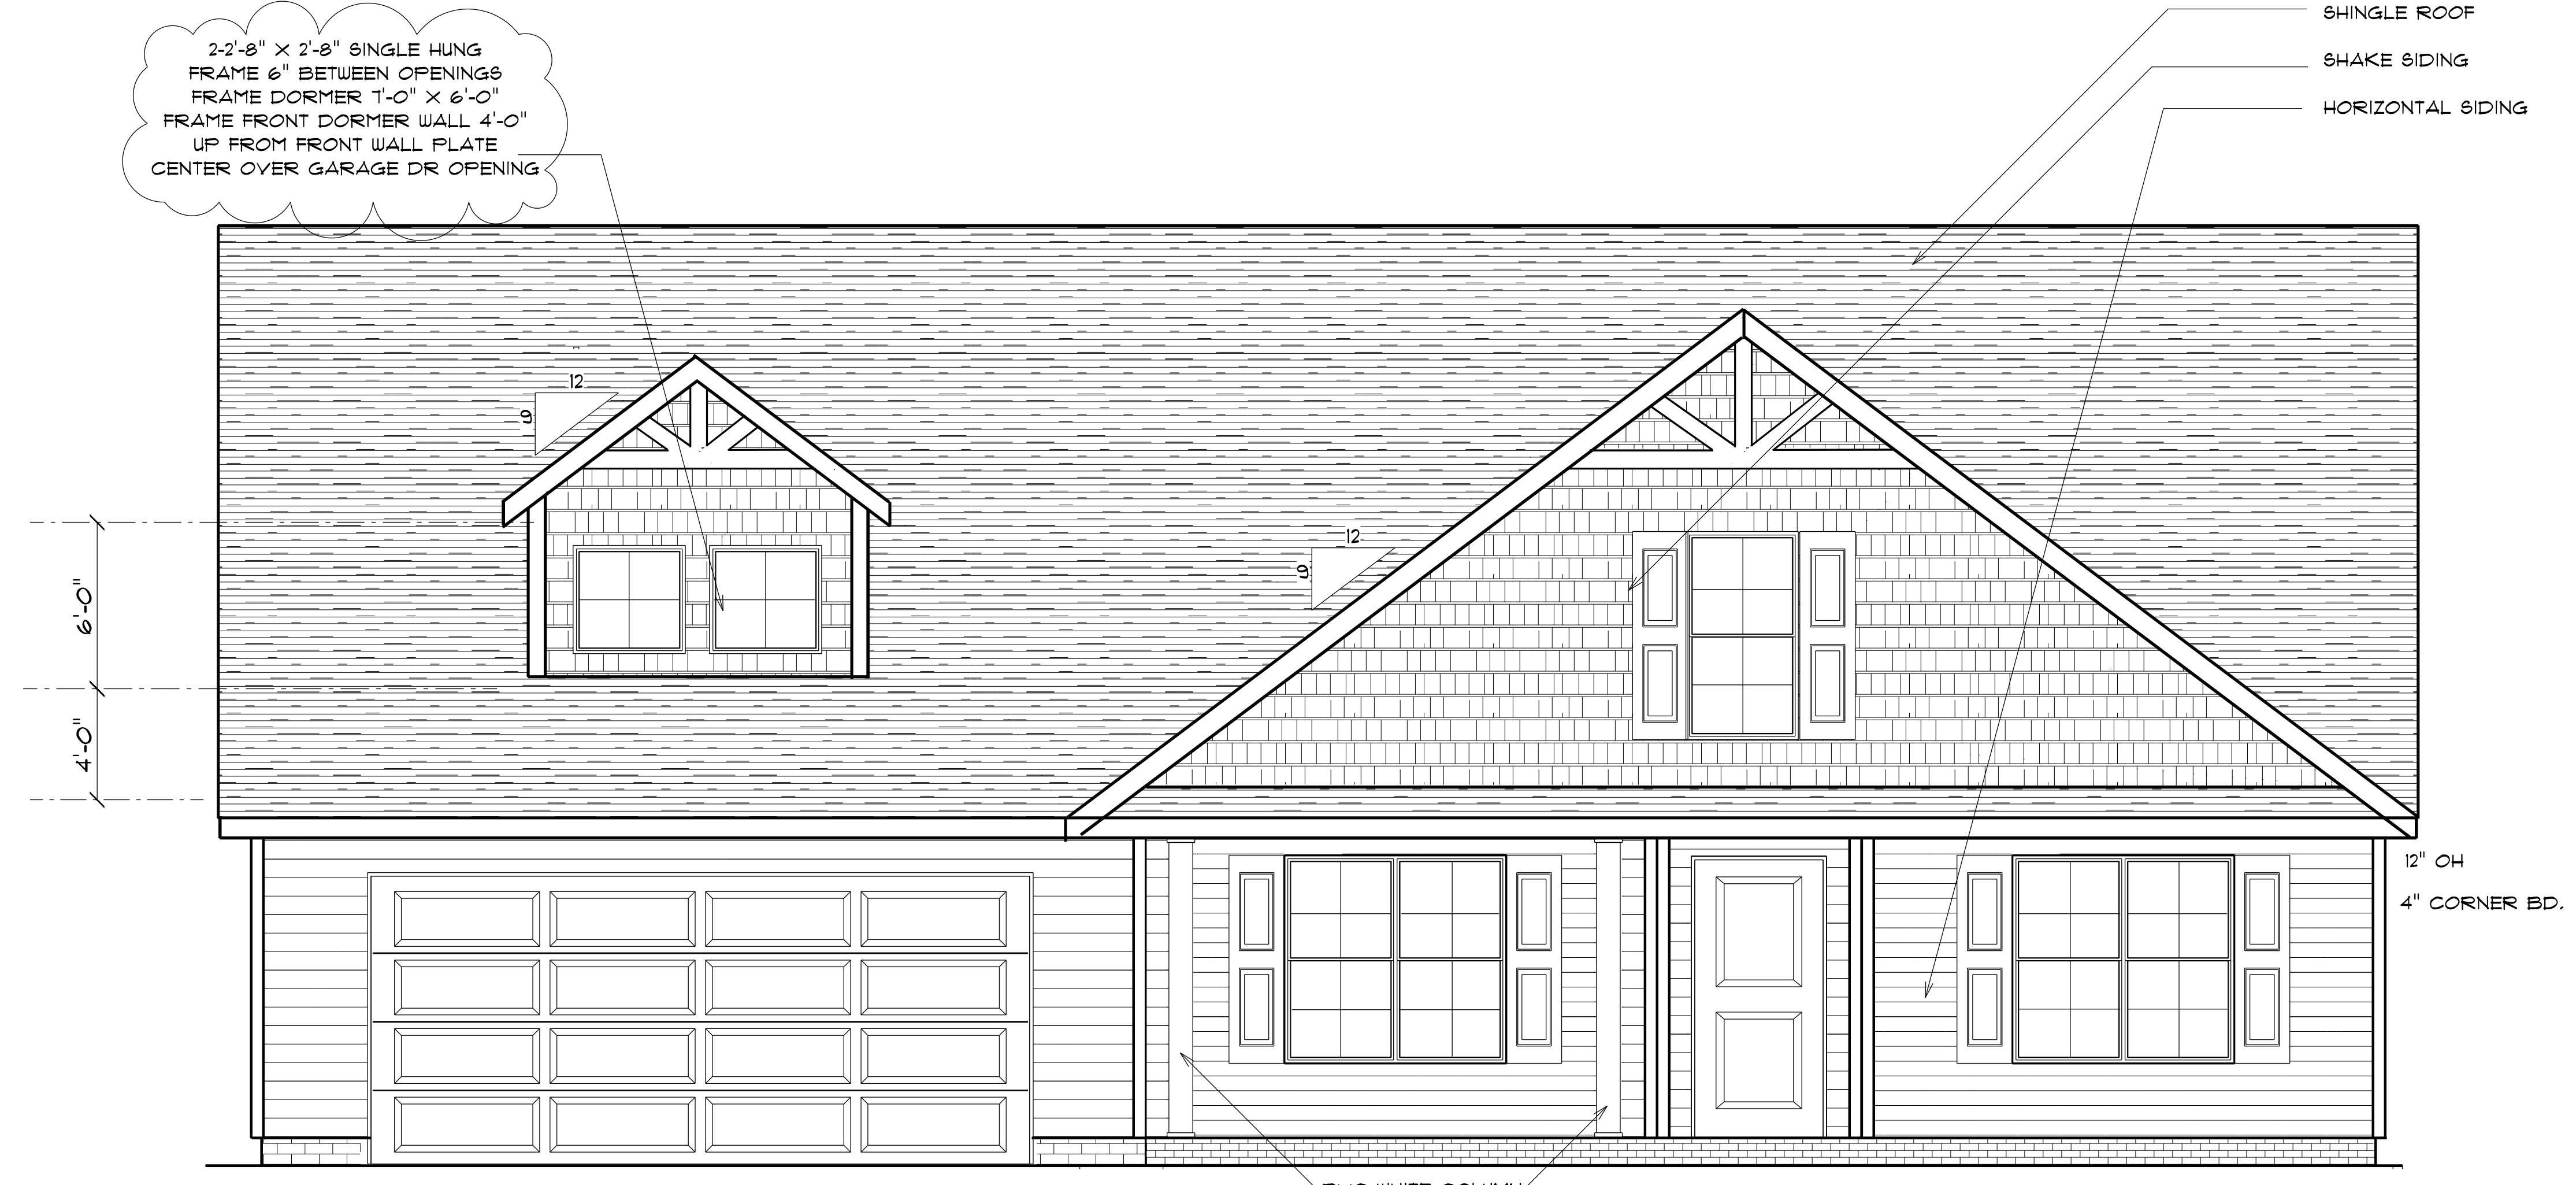 2-2'-8" X 2'-8" SINGLE HUNG
FRAME 6" BETWEEN OPENINGS
FRAME DORMER 7'-0" X 6'-0"
FRAME FRONT DORMER WALL 4'-0"
UP FROM FRONT WALL PLATE
CENTER OVER GARAGE DR OPENING
SHINGLE ROOF
SHAKE SIDING
HORIZONTAL SIDING
12
9
12
9
6'-0"
4'-0"
12" OH
4" CORNER BD.
WHITE COLUMN